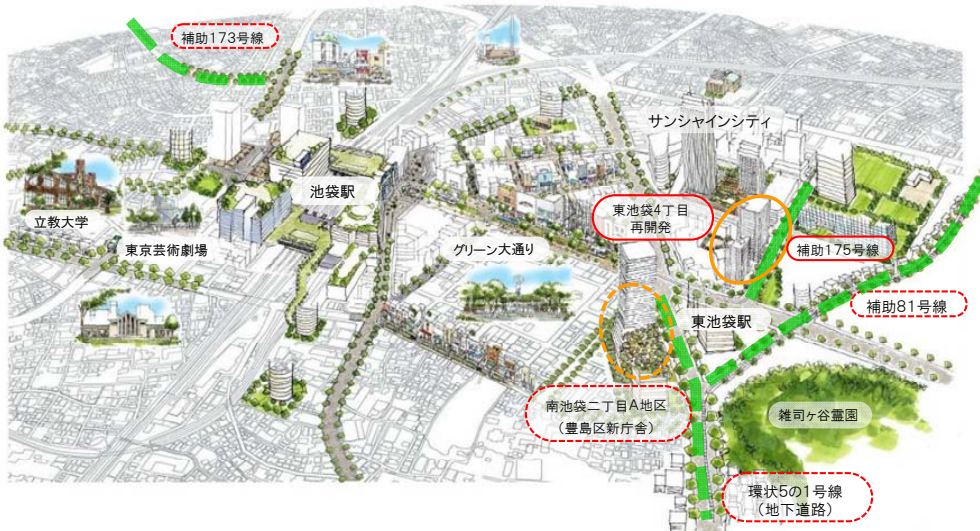 補助173号線
サンシャインシティ
池袋駅
立教大学
東京芸術劇場
東池袋4丁目
再開発
グリーン大通り
補助175号線
補助81号線
東池袋駅
南池袋二丁目A地区
(豊島区新庁舎)
雑司ヶ谷霊園
環状5の1号線
(地下道路)